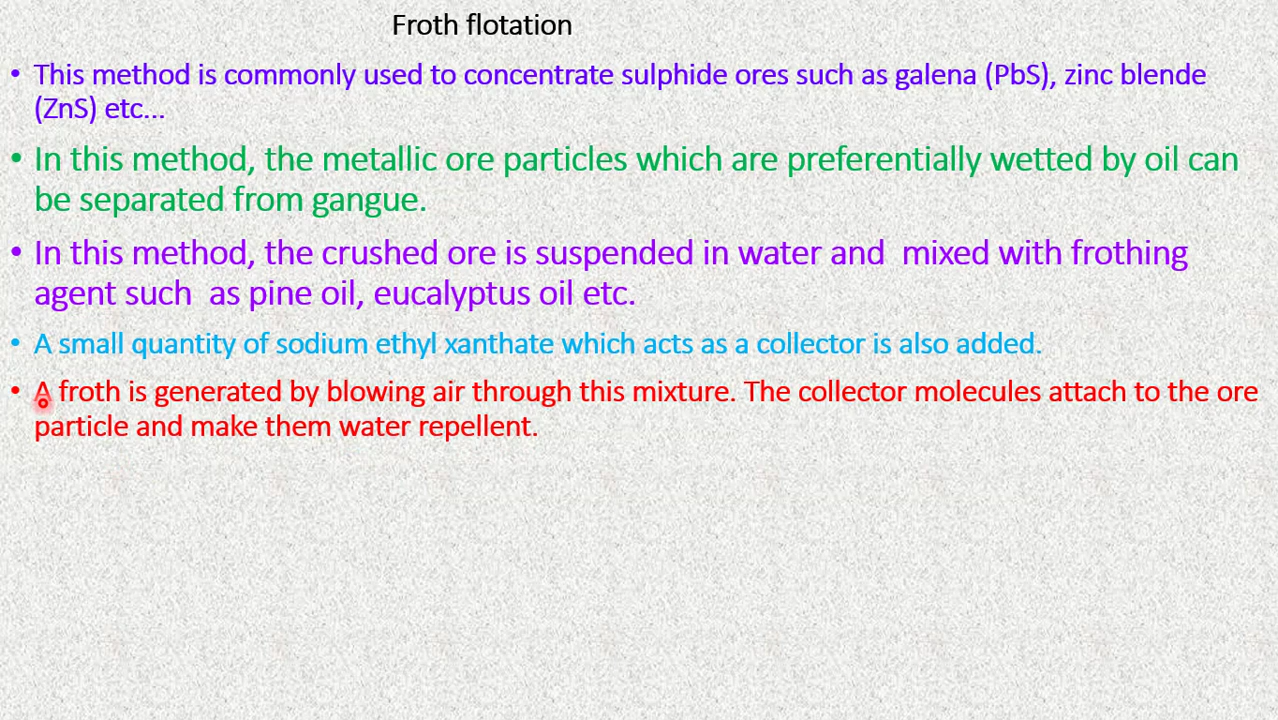 Froth flotation
• This method is commonly used to concentrate sulphide ores such as galena (PbS), zinc blende
(ZnS) etc...
• In this method, the metallic ore particles which are preferentially wetted by oil can
be separated from gangue.
• In this method, the crushed ore is suspended in water and  mixed with frothing
agent such  as pine oil, eucalyptus oil etc.
• A small quantity of sodium ethyl xanthate which acts as a collector is also added.
• A froth is generated by blowing air through this mixture. The collector molecules attach to the ore
particle and make them water repellent.